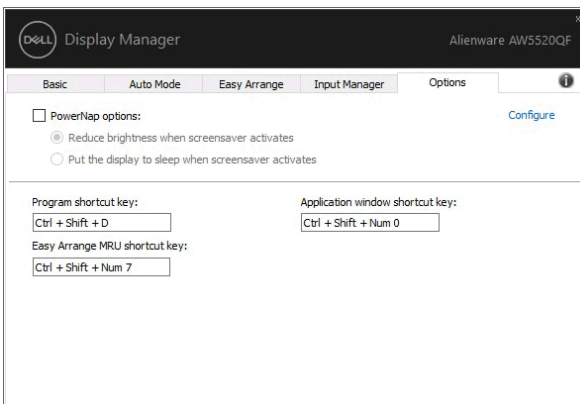 DELL Display Manager
Alienware AW5520QF
Basic
Auto Mode
Easy Arrange
Input Manager
Options
PowerNap options:
Configure
Reduce brightness when screensaver activates
Put the display to sleep when screensaver activates
Program shortcut key:
Application window shortcut key:
Ctrl + Shift + D
Ctrl + Shift + Num 0
Easy Arrange MRU shortcut key:
Ctrl + Shift + Num 7